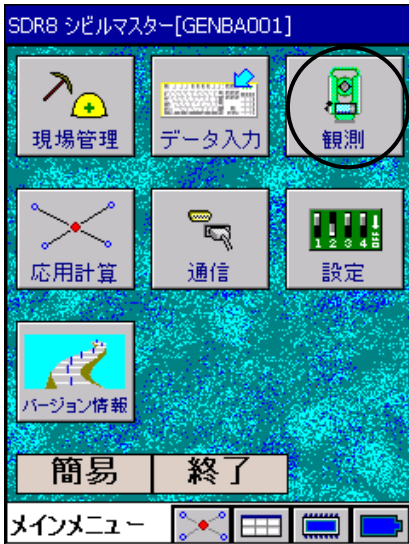 SDR8 シビルマスター[GENBA001]
現場管理
データ入力
観測
応用計算
通信
1 2 3 4 OFF
設定
バージョン情報
簡易
終了
メインメニュー